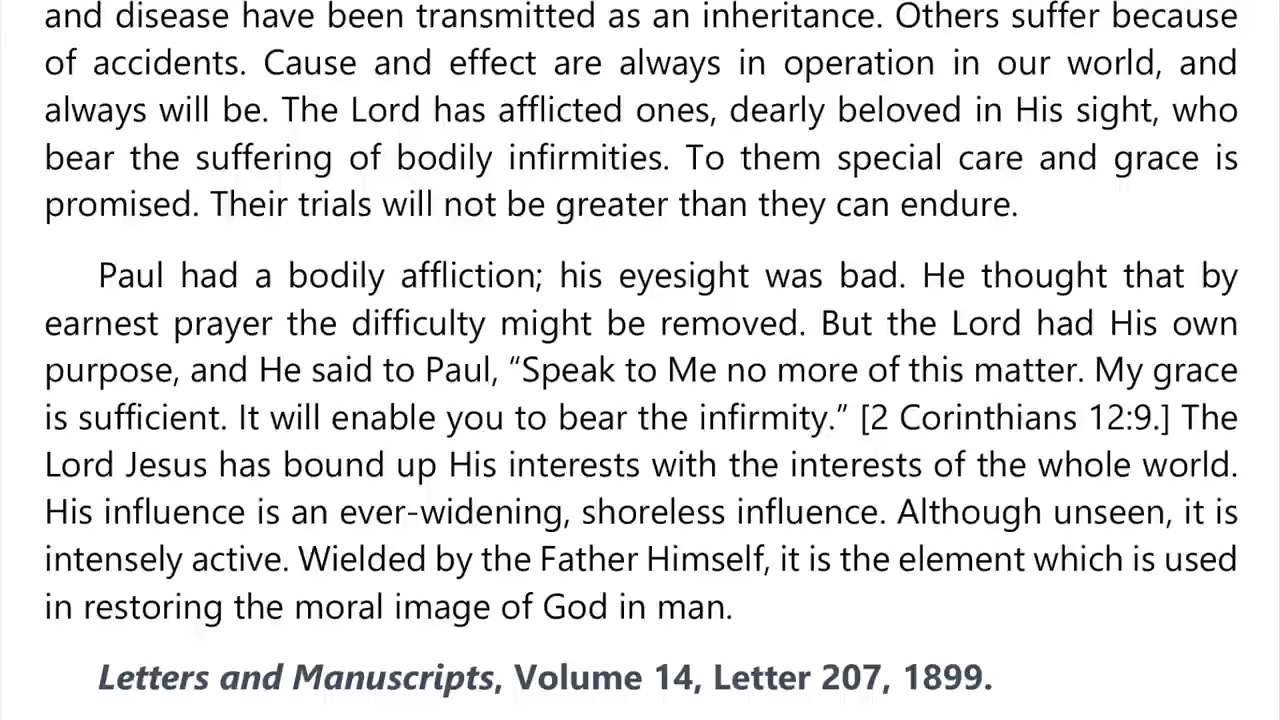 and disease have been transmitted as an inheritance. Others suffer because
of accidents. Cause and effect are always in operation in our world, and
always will be. The Lord has afflicted ones, dearly beloved in His sight, who
bear the suffering of bodily infirmities. To them special care and grace is
promised. Their trials will not be greater than they can endure.
Paul had a bodily affliction; his eyesight was bad. He thought that by
earnest prayer the difficulty might be removed. But the Lord had His own
purpose, and He said to Paul, “Speak to Me no more of this matter. My grace
is sufficient. It will enable you to bear the infirmity.” [2 Corinthians 12:9.] The
Lord Jesus has bound up His interests with the interests of the whole world.
His influence is an ever-widening, shoreless influence. Although unseen, it is
intensely active. Wielded by the Father Himself, it is the element which is used
in restoring the moral image of God in man.
Letters and Manuscripts, Volume 14, Letter 207, 1899.